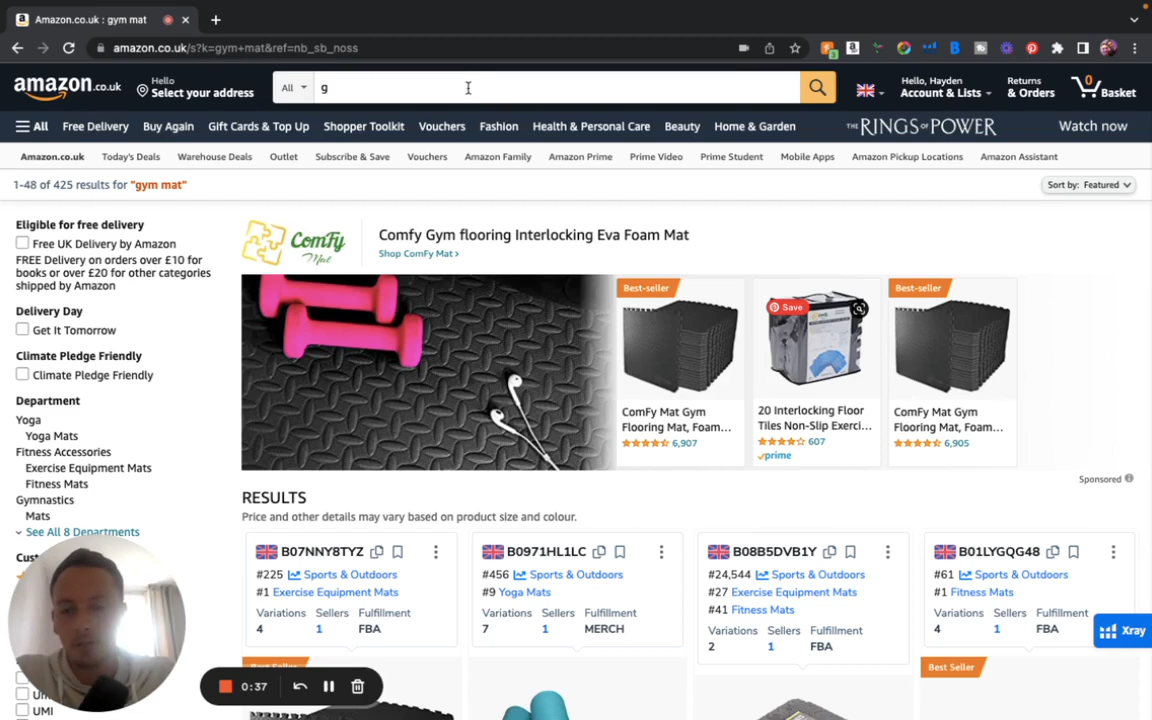 Amazon.co.uk : gym mat
amazon.co.uk/s?k=gym+mat&ref=nb_sb_noss
3
amazon.co.uk
Hello
Select your address
All
g
Hello, Hayden
Account & Lists
Returns
& Orders
0
Basket
All
Free Delivery
Buy Again
Gift Cards & Top Up
Shopper Toolkit
Vouchers
Fashion
Health & Personal Care
Beauty
Home & Garden
THE RINGS OF POWER
Watch now
Amazon.co.uk
Today's Deals
Warehouse Deals
Outlet
Subscribe & Save
Vouchers
Amazon Family
Amazon Prime
Prime Video
Prime Student
Mobile Apps
Amazon Pickup Locations
Amazon Assistant
1-48 of 425 results for "gym mat"
Sort by: Featured
Eligible for free delivery
Free UK Delivery by Amazon
FREE Delivery on orders over £10 for
books or over £20 for other categories
shipped by Amazon
Delivery Day
Get It Tomorrow
Climate Pledge Friendly
Climate Pledge Friendly
Department
Yoga
Yoga Mats
Fitness Accessories
Exercise Equipment Mats
Fitness Mats
Gymnastics
Mats
See All 8 Departments
Cust
UMI
ComFy
Mat
Comfy Gym flooring Interlocking Eva Foam Mat
Shop ComFy Mat ›
Best-seller
ComFy Mat Gym
Flooring Mat, Foam...
6,907
Save
20 Interlocking Floor
Tiles Non-Slip Exerci...
607
prime
Best-seller
ComFy Mat Gym
Flooring Mat, Foam...
6,905
Sponsored
RESULTS
Price and other details may vary based on product size and colour.
B07NNY8TYZ
#225 Sports & Outdoors
#1 Exercise Equipment Mats
Variations Sellers Fulfillment
4 1 FBA
B0971HL1LC
#456 Sports & Outdoors
#9 Yoga Mats
Variations Sellers Fulfillment
7 1 MERCH
B08B5DVB1Y
#24,544 Sports & Outdoors
#27 Exercise Equipment Mats
#41 Fitness Mats
Variations Sellers Fulfillment
2 1 FBA
B01LYGQG48
#61 Sports & Outdoors
#1 Fitness Mats
Variations Sellers Fulfillment
4 1 FBA
Xray
Best Seller
Best Seller
0:37